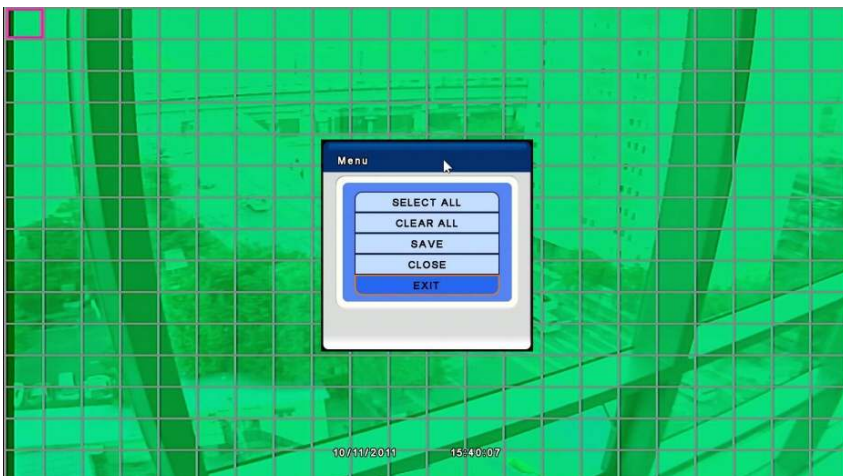 Menu
SELECT ALL
CLEAR ALL
SAVE
CLOSE
EXIT
10/11/2011 15:40:07